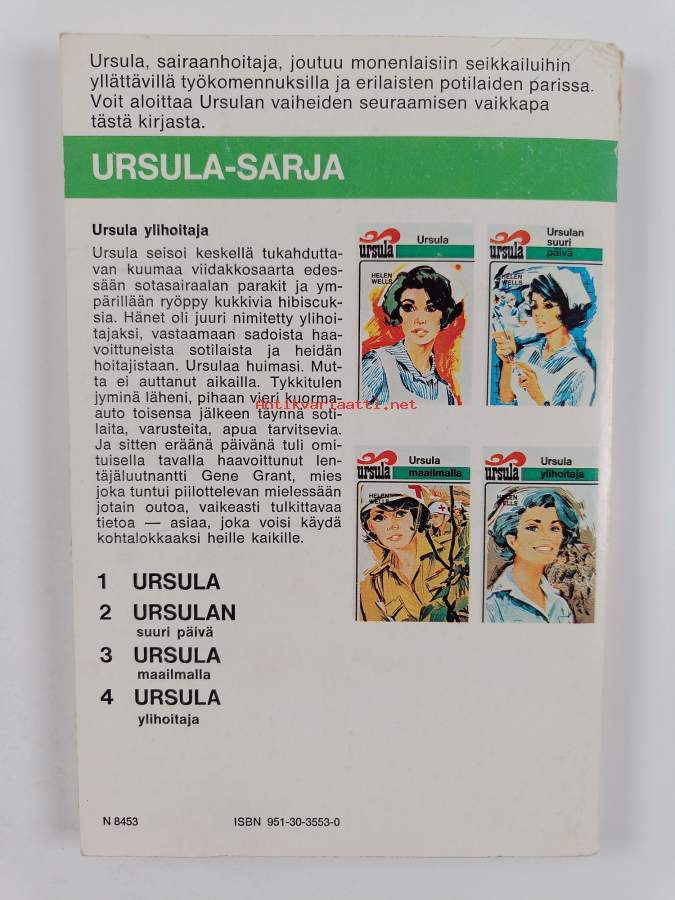 Ursula, sairaanhoitaja, joutuu monenlaisiin seikkailuihin
yllättävillä työkomennuksilla ja erilaisten potilaiden parissa.
Voit aloittaa Ursulan vaiheiden seuraamisen vaikkapa
tästä kirjasta.
URSULA-SARJA
Ursula ylihoitaja
Ursula seisoi keskellä tukahdutta-
van kuumaa viidakkosaarta edes-
sään sotasairaalan parakit ja ym-
pärillään ryöppy kukkivia hibiscuk-
sia. Hänet oli juuri nimitetty ylihoi-
tajaksi, vastaamaan sadoista haa-
voittuneista sotilaista ja heidän
hoitajistaan. Ursulaa huimasi. Mut-
ta ei auttanut aikailla. Tykkitulen
jyminä läheni, pihaan vieri kuorma-
auto toisensa jälkeen täynnä soti-
laita, varusteita, apua tarvitsevia.
Ja sitten eräänä päivänä tuli omi-
tuisella tavalla haavoittunut len-
täjäluutnantti Gene Grant, mies
joka tuntui piilottelevan mielessään
jotain outoa, vaikeasti tulkittavaa
tietoa — asiaa, joka voisi käydä
kohtalokkaaksi heille kaikille.
ursula
Ursula
HELEN
WELLS
ursula
Ursulan
suuri
päivä
HELEN
WELLS
Antikvariaatti.net
ursula
Ursula
maailmalla
HELEN
WELLS
ursula
Ursula
ylihoitaja
HELEN
WELLS
1 URSULA
2 URSULAN
suuri päivä
3 URSULA
maailmalla
4 URSULA
ylihoitaja
N 8453 ISBN 951-30-3553-0